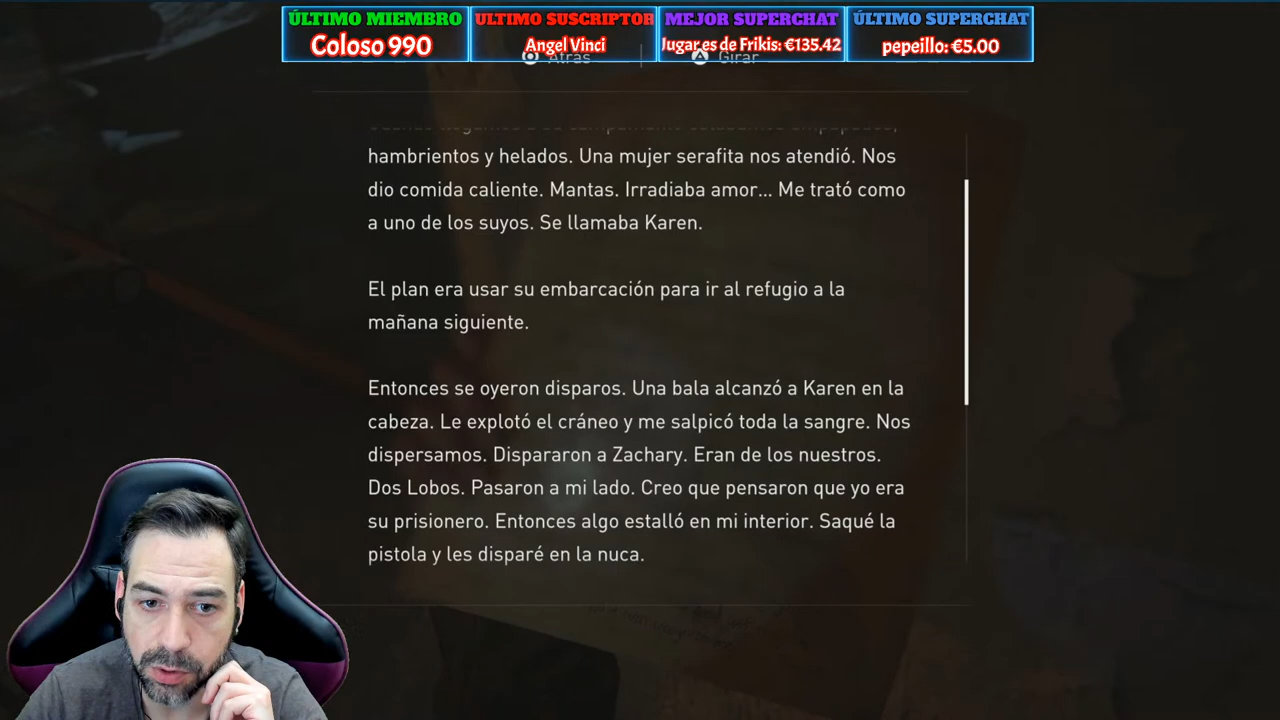 ÚLTIMO MIEMBRO
Coloso 990
ULTIMO SUSCRIPTOR
Angel Vinci
MEJOR SUPERCHAT
Jugar es de Frikis: €135.42
ÚLTIMO SUPERCHAT
pepeillo: €5.00
Atrás
Girar
hambrientos y helados. Una mujer serafita nos atendió. Nos
dio comida caliente. Mantas. Irradiaba amor... Me trató como
a uno de los suyos. Se llamaba Karen.
El plan era usar su embarcación para ir al refugio a la
mañana siguiente.
Entonces se oyeron disparos. Una bala alcanzó a Karen en la
cabeza. Le explotó el cráneo y me salpicó toda la sangre. Nos
dispersamos. Dispararon a Zachary. Eran de los nuestros.
Dos Lobos. Pasaron a mi lado. Creo que pensaron que yo era
su prisionero. Entonces algo estalló en mi interior. Saqué la
pistola y les disparé en la nuca.